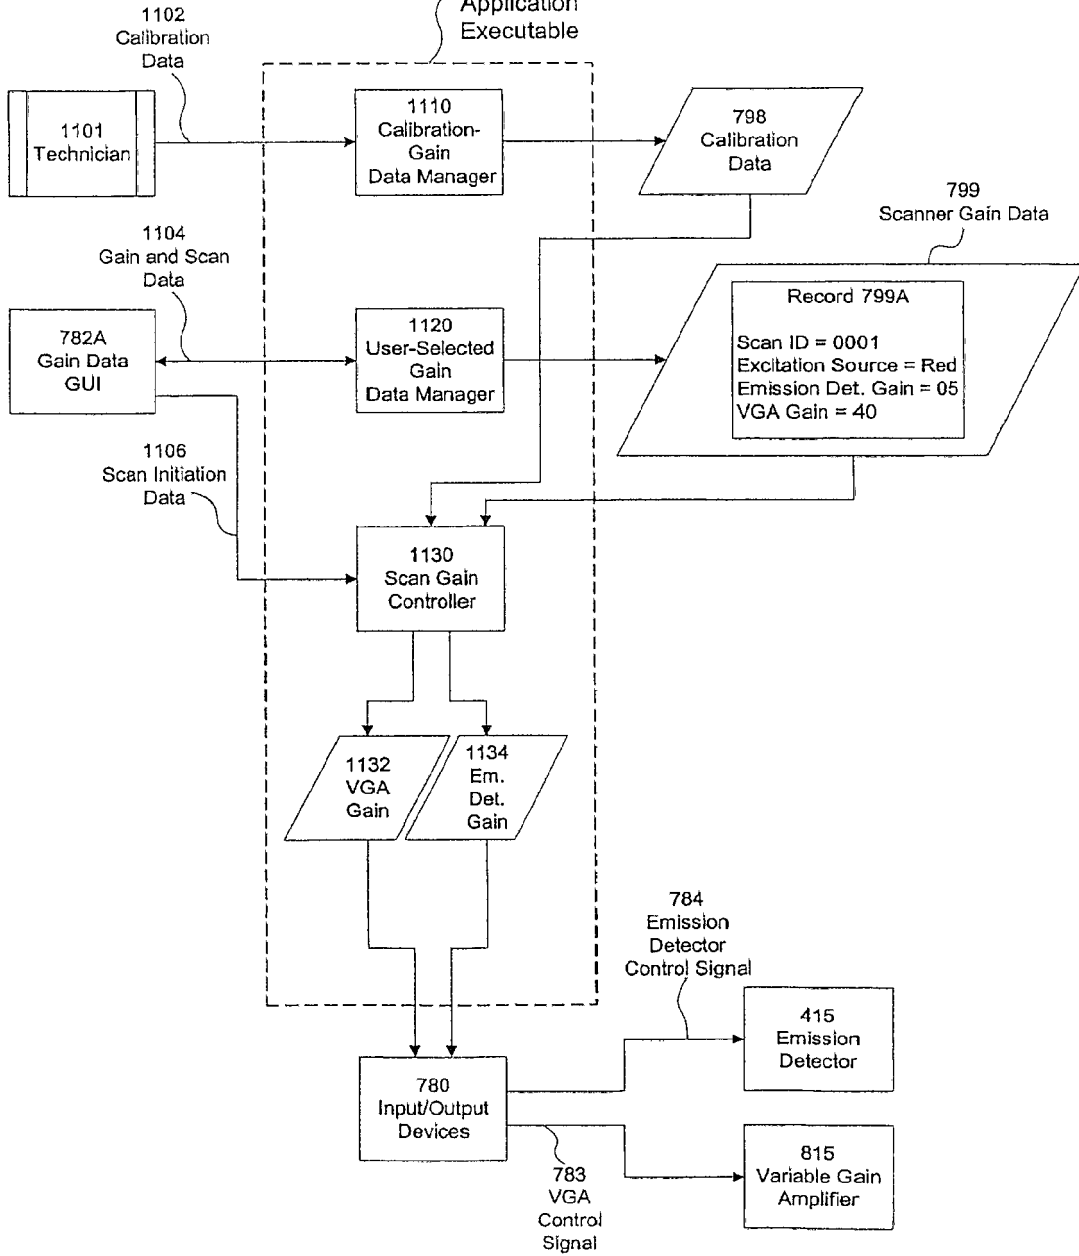 Application
Executable
1102
Calibration
Data
1101
Technician
1110
Calibration-
Gain
Data Manager
798
Calibration
Data
799
Scanner Gain Data
1104
Gain and Scan
Data
782A
Gain Data
GUI
1120
User-Selected
Gain
Data Manager
Record 799A
Scan ID = 0001
Excitation Source = Red
Emission Det. Gain = 05
VGA Gain = 40
1106
Scan Initiation
Data
1130
Scan Gain
Controller
1132
VGA
Gain
1134
Em.
Det.
Gain
784
Emission
Detector
Control Signal
415
Emission
Detector
780
Input/Output
Devices
783
VGA
Control
Signal
815
Variable Gain
Amplifier